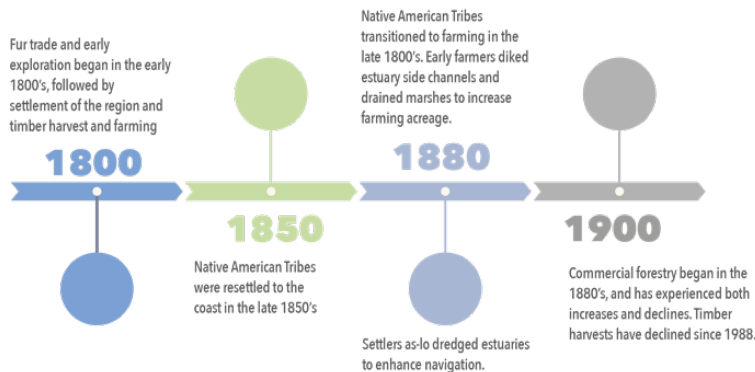 Fur trade and early
exploration began in the early
1800's, followed by
settlement of the region and
timber harvest and farming
1800
1850
Native American Tribes
were resettled to the
coast in the late 1850's
Native American Tribes
transitioned to farming in the
late 1800's. Early farmers diked
estuary side channels and
drained marshes to increase
farming acreage.
1880
Settlers as-lo dredged estuaries
to enhance navigation.
1900
Commercial forestry began in the
1880's, and has experienced both
increases and declines. Timber
harvests have declined since 1988.